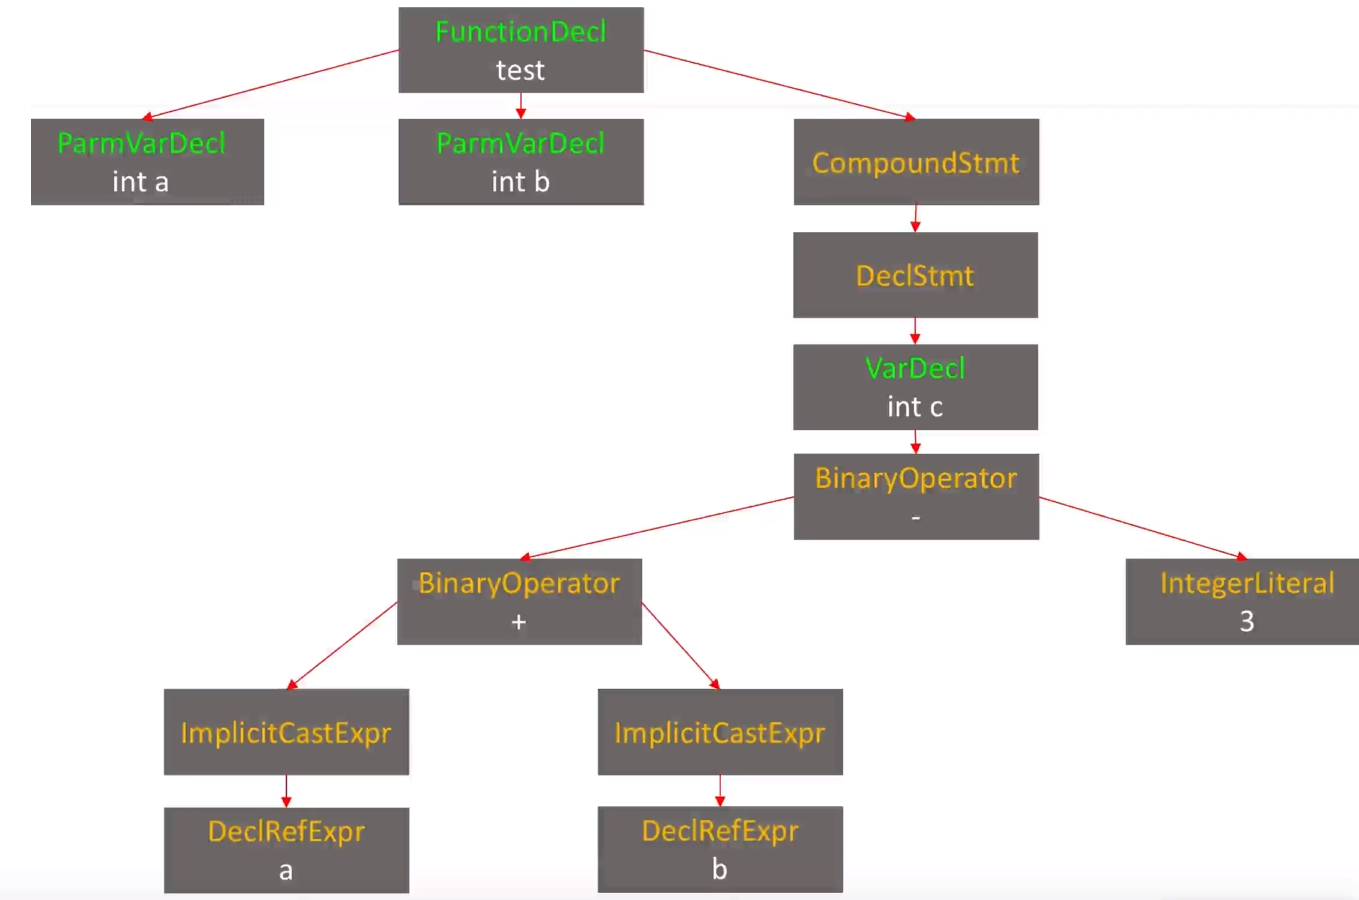 FunctionDecl
test
ParmVarDecl
int a
ParmVarDecl
int b
CompoundStmt
DeclStmt
VarDecl
int c
BinaryOperator
-
BinaryOperator
+
IntegerLiteral
3
ImplicitCastExpr
ImplicitCastExpr
DeclRefExpr
a
DeclRefExpr
b